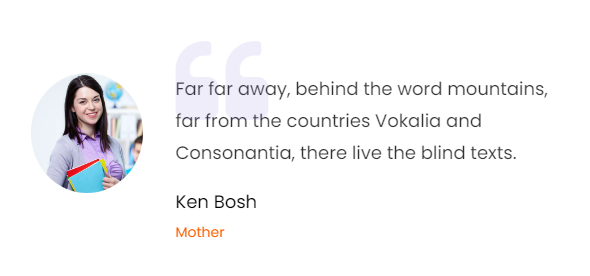 Far far away, behind the word mountains,
far from the countries Vokalia and
Consonantia, there live the blind texts.
Ken Bosh
Mother